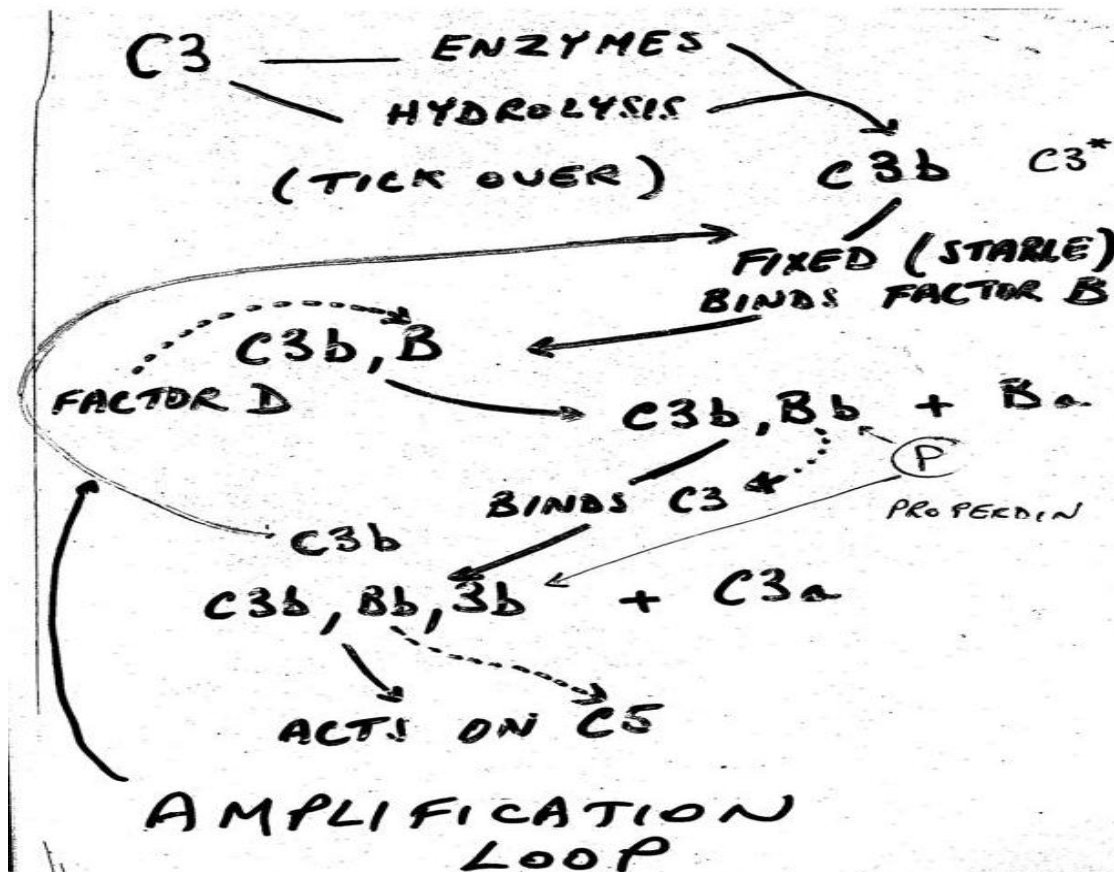 C3 ENZYMES
HYDROLYSIS
(TICK OVER)
C3b C3*
FIXED (STABLE)
BINDS FACTOR B
C3b, B
FACTOR D
C3b, Bb + Ba
P
BINDS C3
PROPERDIN
C3b
C3b, Bb, 3b + C3a
ACTS ON C5
AMPLIFICATION
LOOP